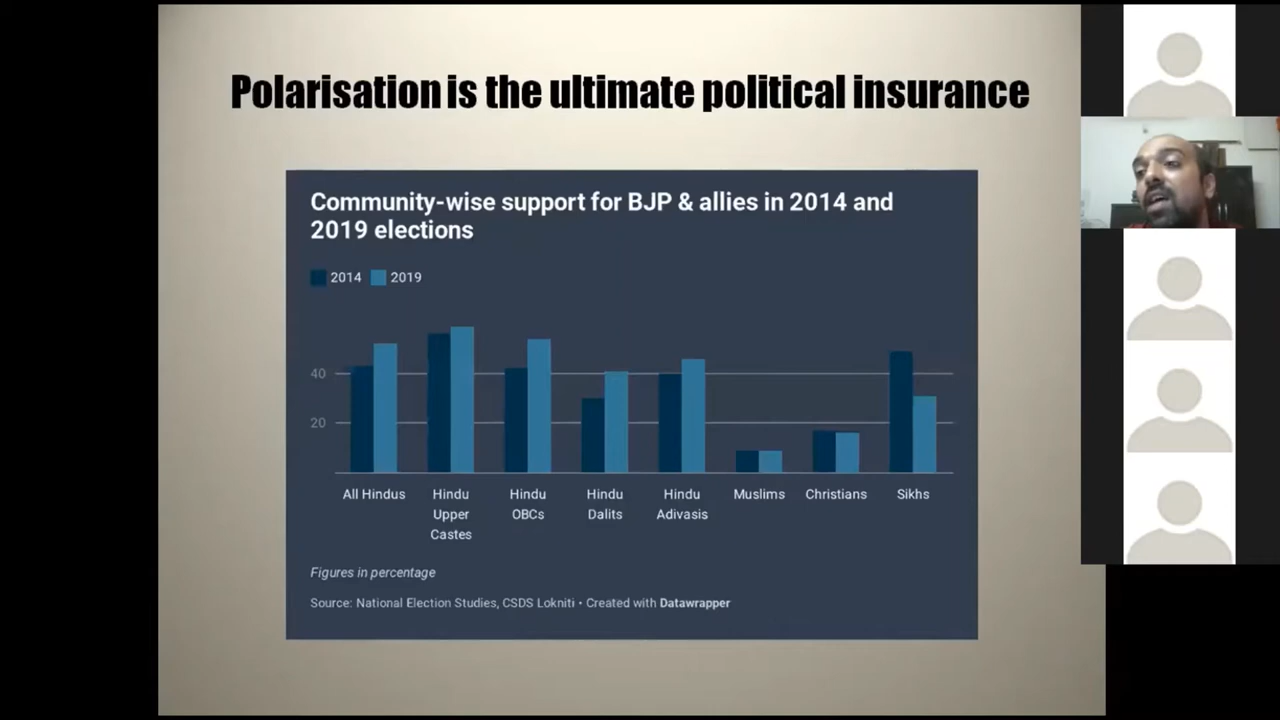 Polarisation is the ultimate political insurance
Community-wise support for BJP & allies in 2014 and
2019 elections
2014 2019
40
20
All Hindus
Hindu
Upper
Castes
Hindu
OBCs
Hindu
Dalits
Hindu
Adivasis
Muslims
Christians
Sikhs
Figures in percentage
Source: National Election Studies, CSDS Lokniti • Created with Datawrapper